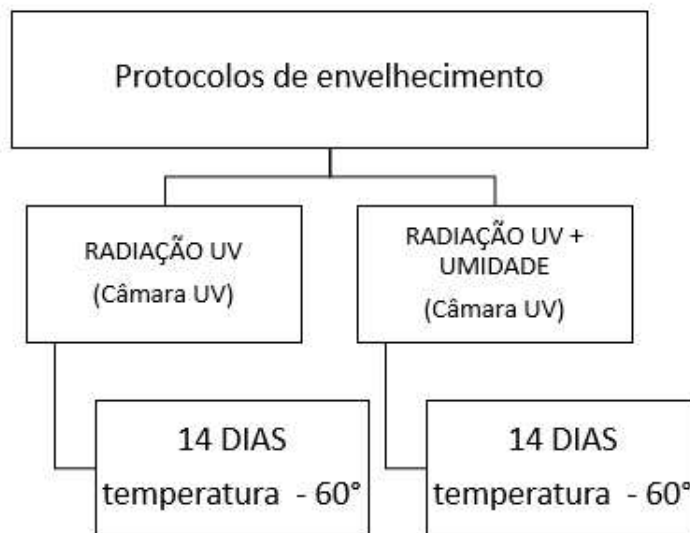 Protocolos de envelhecimento
RADIAÇÃO UV
(Câmara UV)
RADIAÇÃO UV +
UMIDADE
(Câmara UV)
14 DIAS
temperatura - 60°
14 DIAS
temperatura - 60°